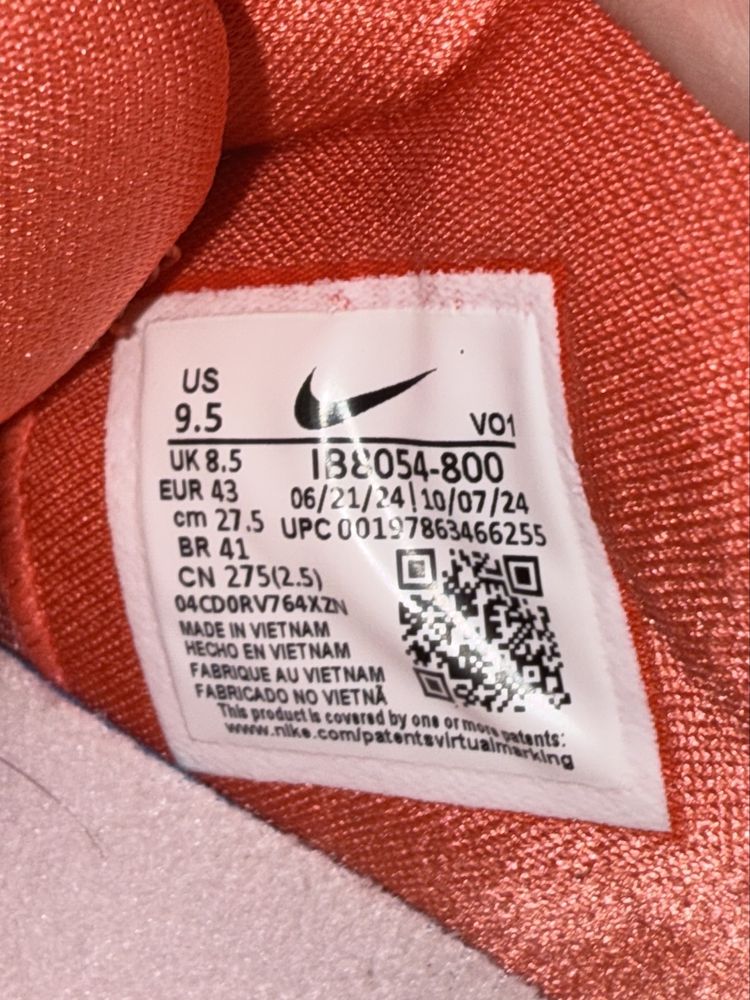 US
9.5
VO1
UK 8.5
IB8054-800
EUR 43
06/21/24|10/07/24
cm 27.5
UPC 00197863466255
BR 41
CN 275(2.5)
04CD0RV764XZN
MADE IN VIETNAM
HECHO EN VIETNAM
FABRIQUE AU VIETNAM
FABRICADO NO VIETNÃ
This product is covered by one or more patents:
www.nike.com/patentsvirtualmarking